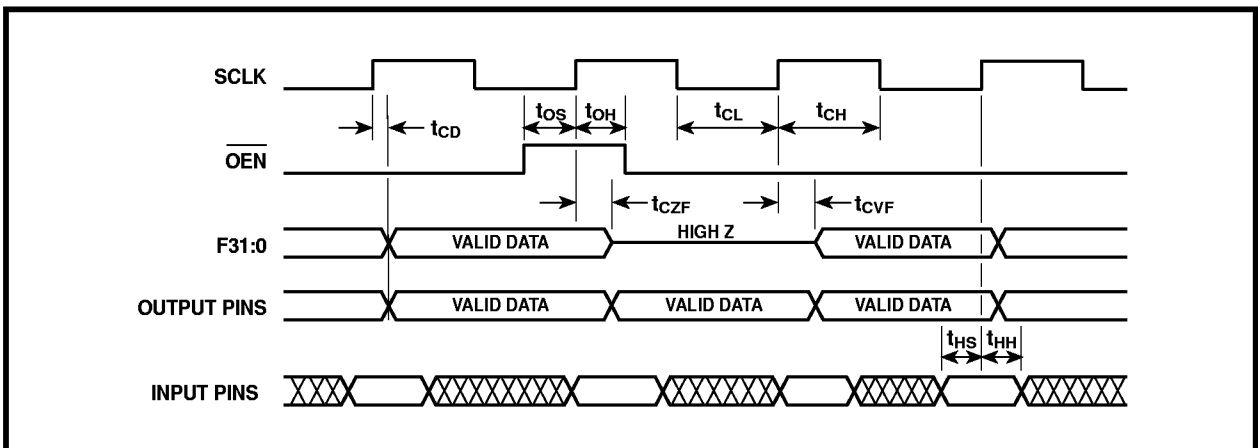 SCLK
tOS tOH tCL tCH
tCD
OEN
tCZF tCVF
F31:0 VALID DATA HIGH Z VALID DATA
OUTPUT PINS VALID DATA VALID DATA VALID DATA
tHS tHH
INPUT PINS